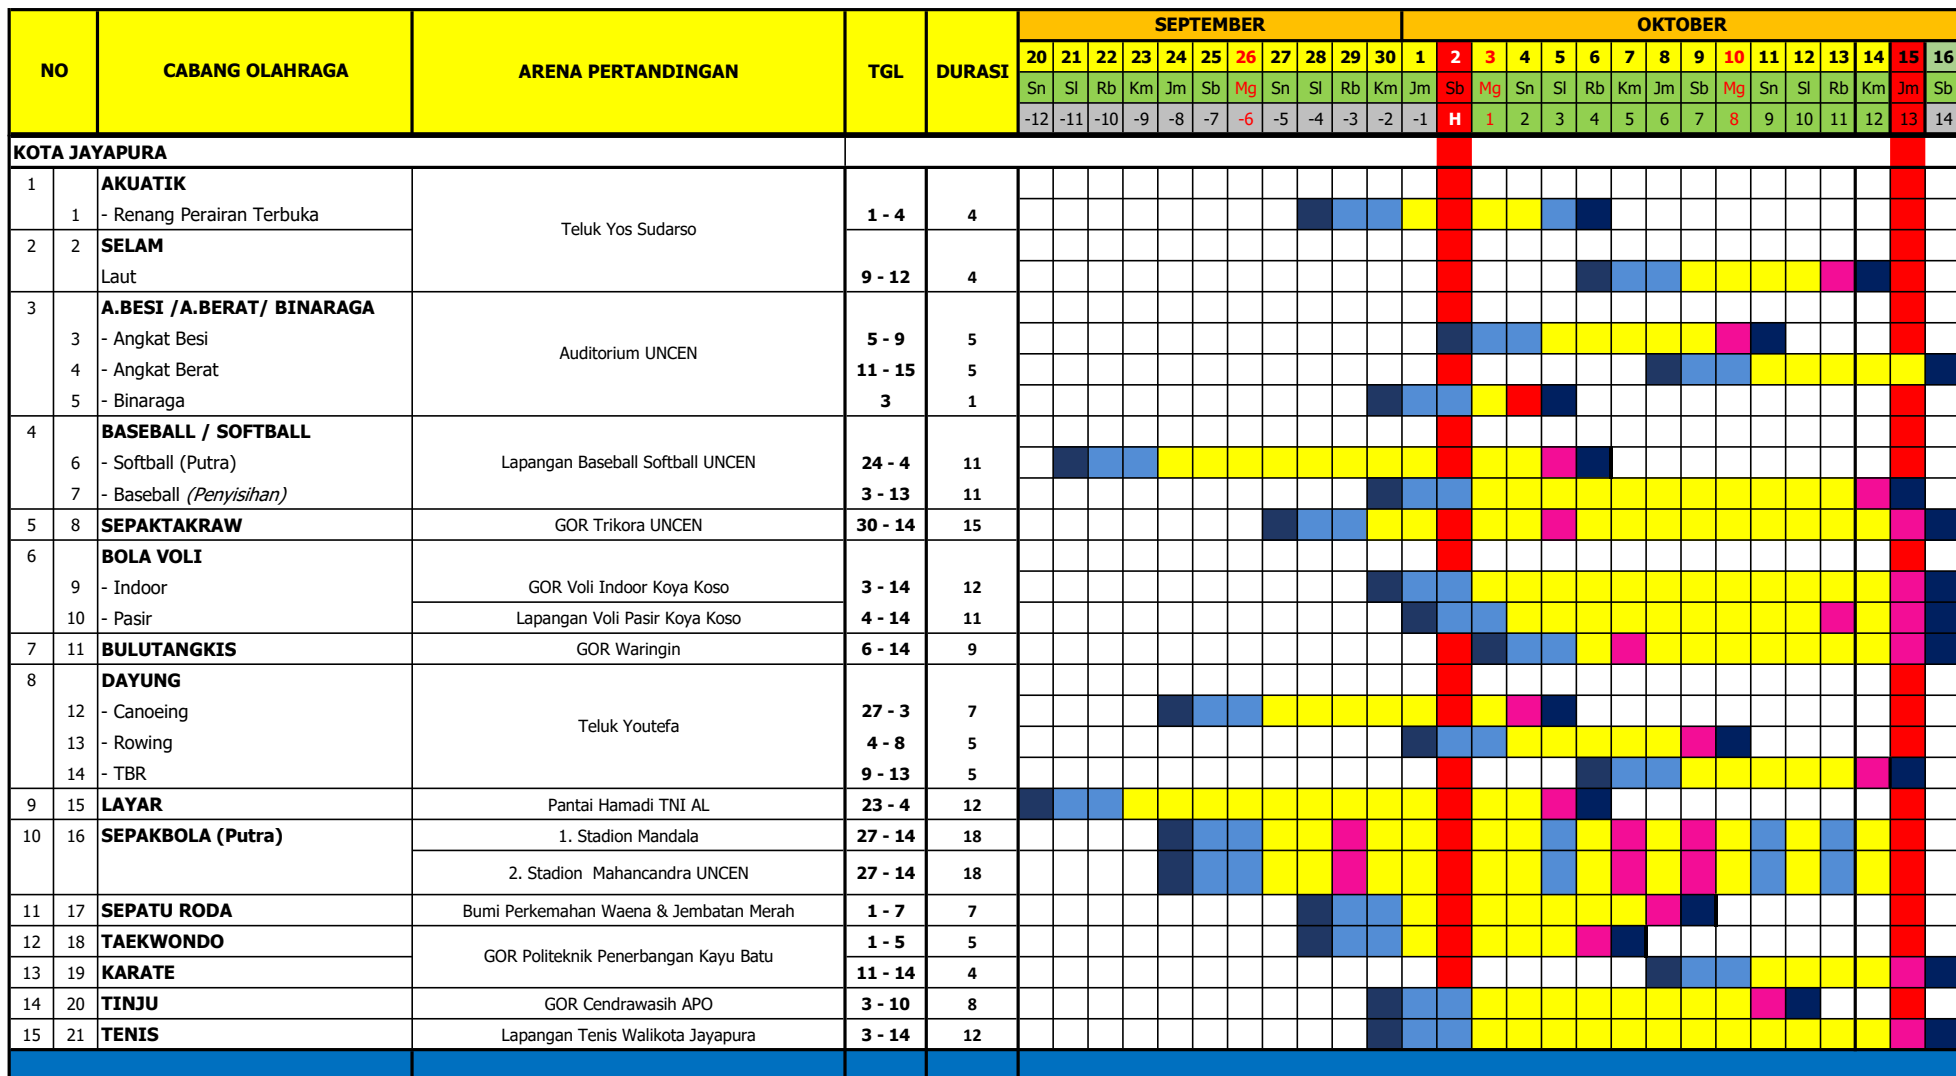 SEPTEMBER OKTOBER
NO CABANG OLAHRAGA ARENA PERTANDINGAN TGL DURASI
20 21 22 23 24 25 26 27 28 29 30 1 2 3 4 5 6 7 8 9 10 11 12 13 14 15 16
Sn Sl Rb Km Jm Sb Mg Sn Sl Rb Km Jm Sb Mg Sn Sl Rb Km Jm Sb Mg Sn Sl Rb Km Jm Sb
-12 -11 -10 -9 -8 -7 -6 -5 -4 -3 -2 -1 H 1 2 3 4 5 6 7 8 9 10 11 12 13 14
KOTA JAYAPURA
1 AKUATIK
1 - Renang Perairan Terbuka 1 - 4 4
Teluk Yos Sudarso
2 2 SELAM
Laut 9 - 12 4
3 A.BESI /A.BERAT/ BINARAGA
3 - Angkat Besi 5 - 9 5
Auditorium UNCEN
4 - Angkat Berat 11 - 15 5
5 - Binaraga 3 1
4 BASEBALL / SOFTBALL
6 - Softball (Putra) Lapangan Baseball Softball UNCEN 24 - 4 11
7 - Baseball (Penyisihan) 3 - 13 11
5 8 SEPAKTAKRAW GOR Trikora UNCEN 30 - 14 15
6 BOLA VOLI
9 - Indoor GOR Voli Indoor Koya Koso 3 - 14 12
10 - Pasir Lapangan Voli Pasir Koya Koso 4 - 14 11
7 11 BULUTANGKIS GOR Waringin 6 - 14 9
8 DAYUNG
12 - Canoeing 27 - 3 7
Teluk Youtefa
13 - Rowing 4 - 8 5
14 - TBR 9 - 13 5
9 15 LAYAR Pantai Hamadi TNI AL 23 - 4 12
10 16 SEPAKBOLA (Putra) 1. Stadion Mandala 27 - 14 18
2. Stadion Mahancandra UNCEN 27 - 14 18
11 17 SEPATU RODA Bumi Perkemahan Waena & Jembatan Merah 1 - 7 7
12 18 TAEKWONDO 1 - 5 5
GOR Politeknik Penerbangan Kayu Batu
13 19 KARATE 11 - 14 4
14 20 TINJU GOR Cendrawasih APO 3 - 10 8
15 21 TENIS Lapangan Tenis Walikota Jayapura 3 - 14 12